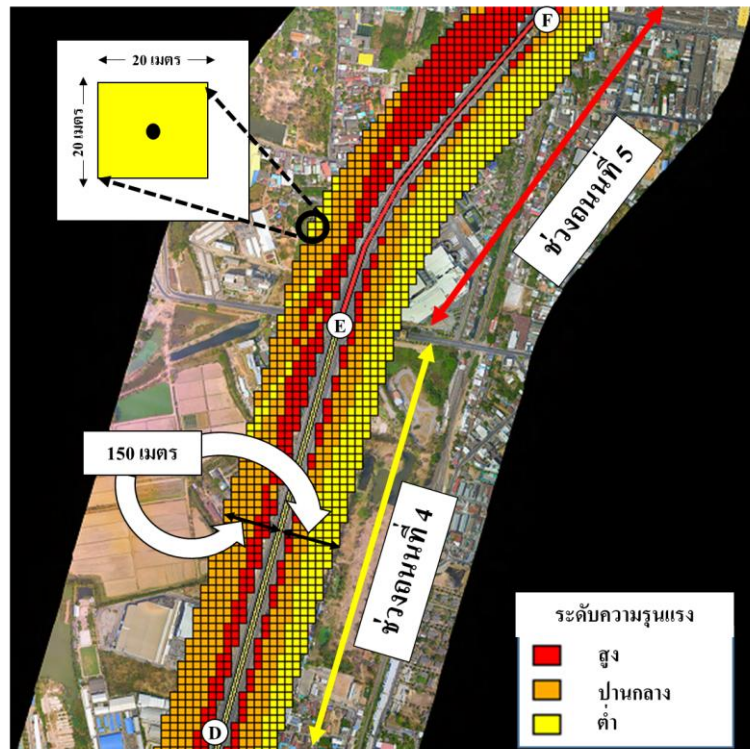 F
20 เมตร
20 เมตร
ช่วงถนนที่ 5
E
150 เมตร
ช่วงถนนที่ 4
D
ระดับความรุนแรง
สูง
ปานกลาง
ต่ำ